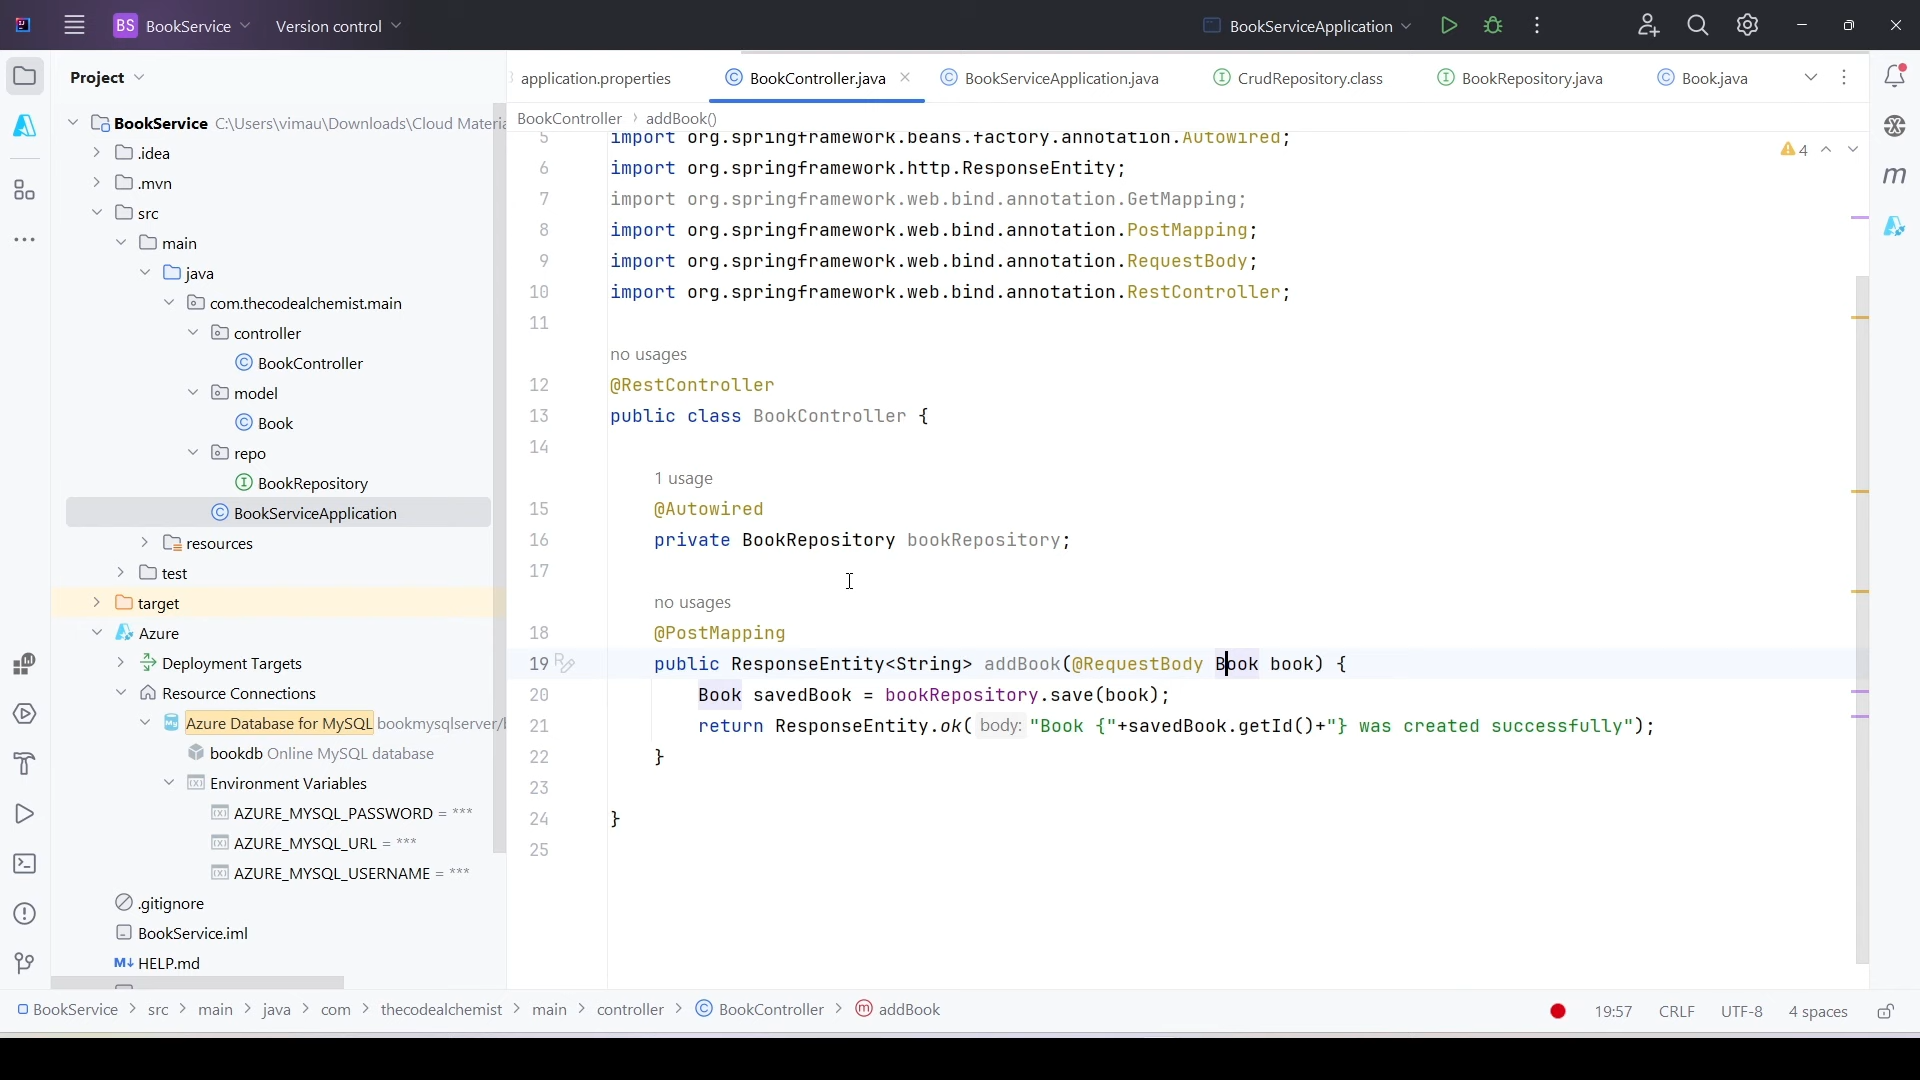 BS BookService Version control BookServiceApplication
Project
application.properties BookController.java BookServiceApplication.java CrudRepository.class BookRepository.java Book.java
BookController addBook()
BookService C:\Users\vimau\Downloads\Cloud Materia
.idea
.mvn
src
main
java
com.thecodealchemist.main
controller
BookController
model
Book
repo
BookRepository
BookServiceApplication
resources
test
target
Azure
Deployment Targets
Resource Connections
Azure Database for MySQL bookmysqlserver/
bookdb Online MySQL database
Environment Variables
AZURE_MYSQL_PASSWORD = ***
AZURE_MYSQL_URL = ***
AZURE_MYSQL_USERNAME = ***
.gitignore
BookService.iml
M↓ HELP.md
5 import org.springframework.beans.factory.annotation.Autowired;
6 import org.springframework.http.ResponseEntity;
7 import org.springframework.web.bind.annotation.GetMapping;
8 import org.springframework.web.bind.annotation.PostMapping;
9 import org.springframework.web.bind.annotation.RequestBody;
10 import org.springframework.web.bind.annotation.RestController;
11
no usages
12 @RestController
13 public class BookController {
14
1 usage
15 @Autowired
16 private BookRepository bookRepository;
17
no usages
18 @PostMapping
19 public ResponseEntity<String> addBook(@RequestBody Book book) {
20 Book savedBook = bookRepository.save(book);
21 return ResponseEntity.ok( body: "Book {"+savedBook.getId()+"} was created successfully");
22 }
23
24 }
25
4
m
BookService > src > main > java > com > thecodealchemist > main > controller > BookController > addBook
19:57 CRLF UTF-8 4 spaces